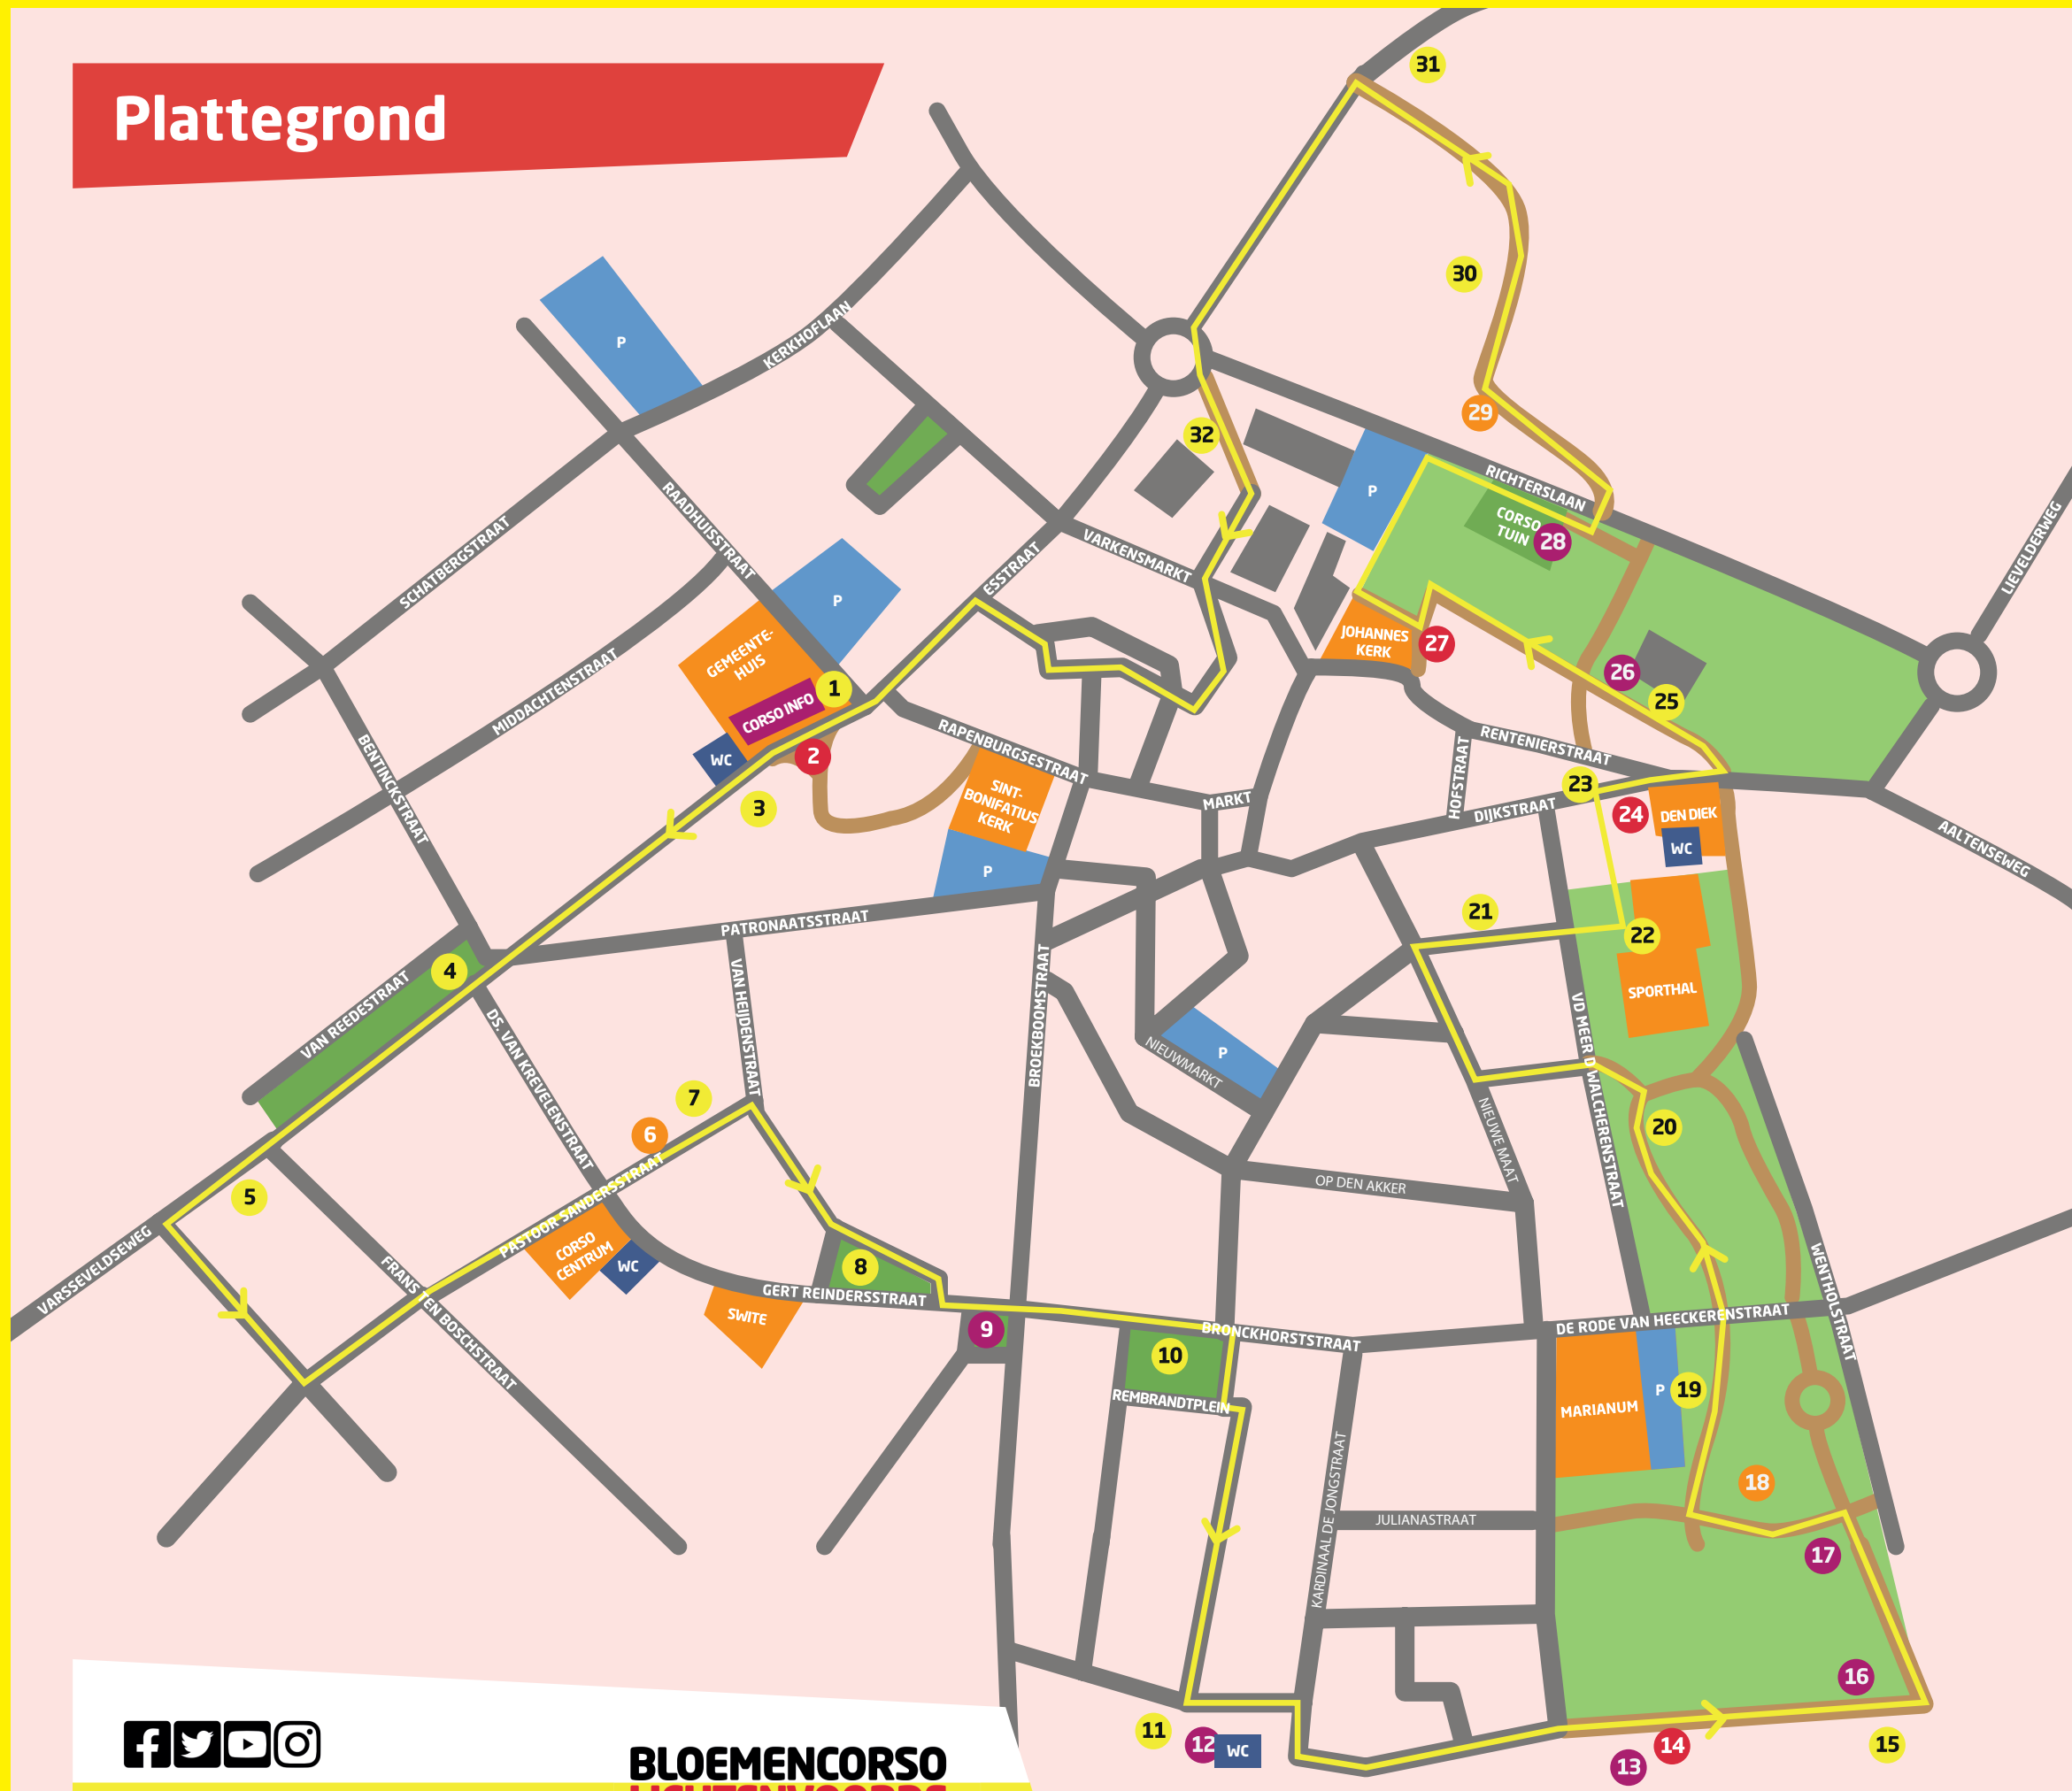 Plattegrond
31
30
P
KERKHOFLAAN
29
32
RICHTERSLAAN
P
CORSO
TUIN
28
RAADHUISSTRAAT
SCHATBERGSTRAAT
VARKENSMARKT
ESSTRAAT
LIEVELDERWEG
P
GEMEENTE-
HUIS
JOHANNES
KERK
27
MIDDACHTENSTRAAT
CORSO INFO
1
26
25
WC
2
RAPENBURGSESTRAAT
RENTENIERSTRAAT
BENTINCKSTRAAT
3
SINT-
BONIFATIUS
KERK
MARKT
HOFSTRAAT
DIJKSTRAAT
23
24
DEN DIEK
WC
AALTENSEWEG
P
PATRONAATSSTRAAT
21
22
4
VAN REEDESTRAAT
VAN HEIJDENSTRAAT
BROEKBOOMSTRAAT
SPORTHAL
DS. VAN KREVELENSTRAAT
P
NIEUWMARKT
VD MEER D WALCHERENSTRAAT
7
6
NIEUWE MAAT
20
5
PASTOOR SANDERSSTRAAT
OP DEN AKKER
VARSSEVELDSEWEG
CORSO
CENTRUM
WC
8
FRANS TEN BOSCHSTRAAT
GERT REINDERSSTRAAT
SWITE
9
BRONCKHORSTSTRAAT
DE RODE VAN HEECKERENSTRAAT
WENTHOLSTRAAT
10
REMBRANDTPLEIN
MARIANUM
P
19
18
KARDINAAL DE JONGSTRAAT
JULIANASTRAAT
17
16
11
12
WC
14
13
15
BLOEMENCORSO